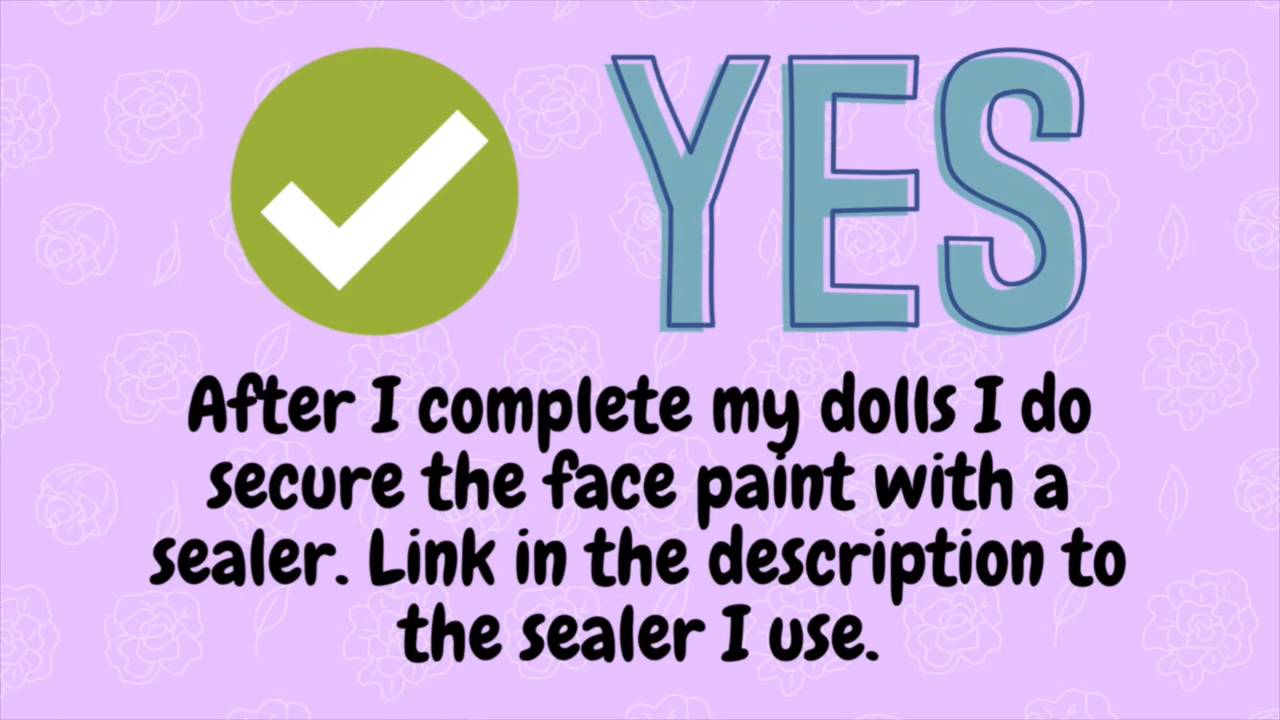 YES
After I complete my dolls I do
secure the face paint with a
sealer. Link in the description to
the sealer I use.